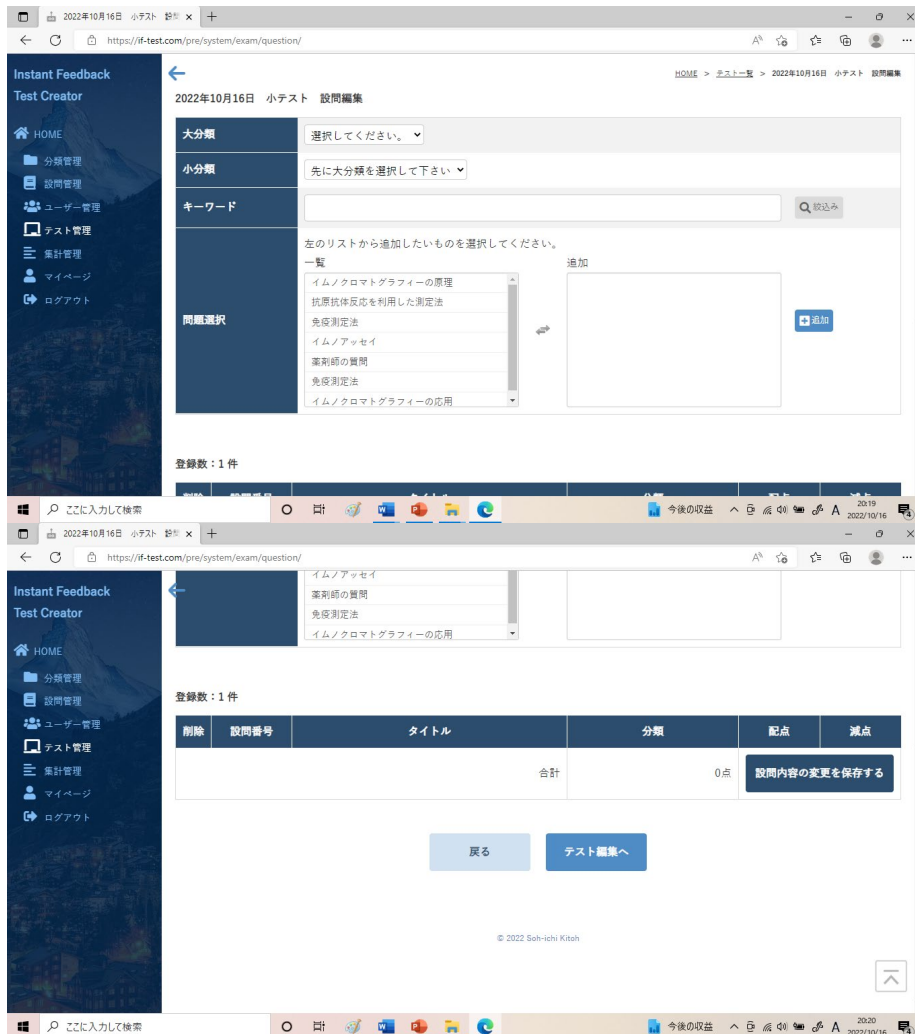 2022年10月16日 小テスト 設問
https://if-test.com/pre/system/exam/question/
Instant Feedback
Test Creator
HOME
分類管理
設問管理
ユーザー管理
テスト管理
集計管理
マイページ
ログアウト
HOME > テスト一覧 > 2022年10月16日 小テスト 設問編集
2022年10月16日 小テスト 設問編集
大分類 選択してください。
小分類 先に大分類を選択して下さい
キーワード 絞込み
問題選択
左のリストから追加したいものを選択してください。
一覧 追加
イムノクロマトグラフィーの原理
抗原抗体反応を利用した測定法
免疫測定法
イムノアッセイ
薬剤師の質問
免疫測定法
イムノクロマトグラフィーの応用
追加
登録数:1件
削除 設問番号 タイトル 分類 配点 減点
ここに入力して検索
今後の収益 A 20:19
2022/10/16 4
2022年10月16日 小テスト 設問
https://if-test.com/pre/system/exam/question/
Instant Feedback
Test Creator
HOME
分類管理
設問管理
ユーザー管理
テスト管理
集計管理
マイページ
ログアウト
イムノアッセイ
薬剤師の質問
免疫測定法
イムノクロマトグラフィーの応用
登録数:1件
削除 設問番号 タイトル 分類 配点 減点
合計 0点 設問内容の変更を保存する
戻る テスト編集へ
© 2022 Soh-ichi Kitoh
ここに入力して検索
今後の収益 A 20:20
2022/10/16 4